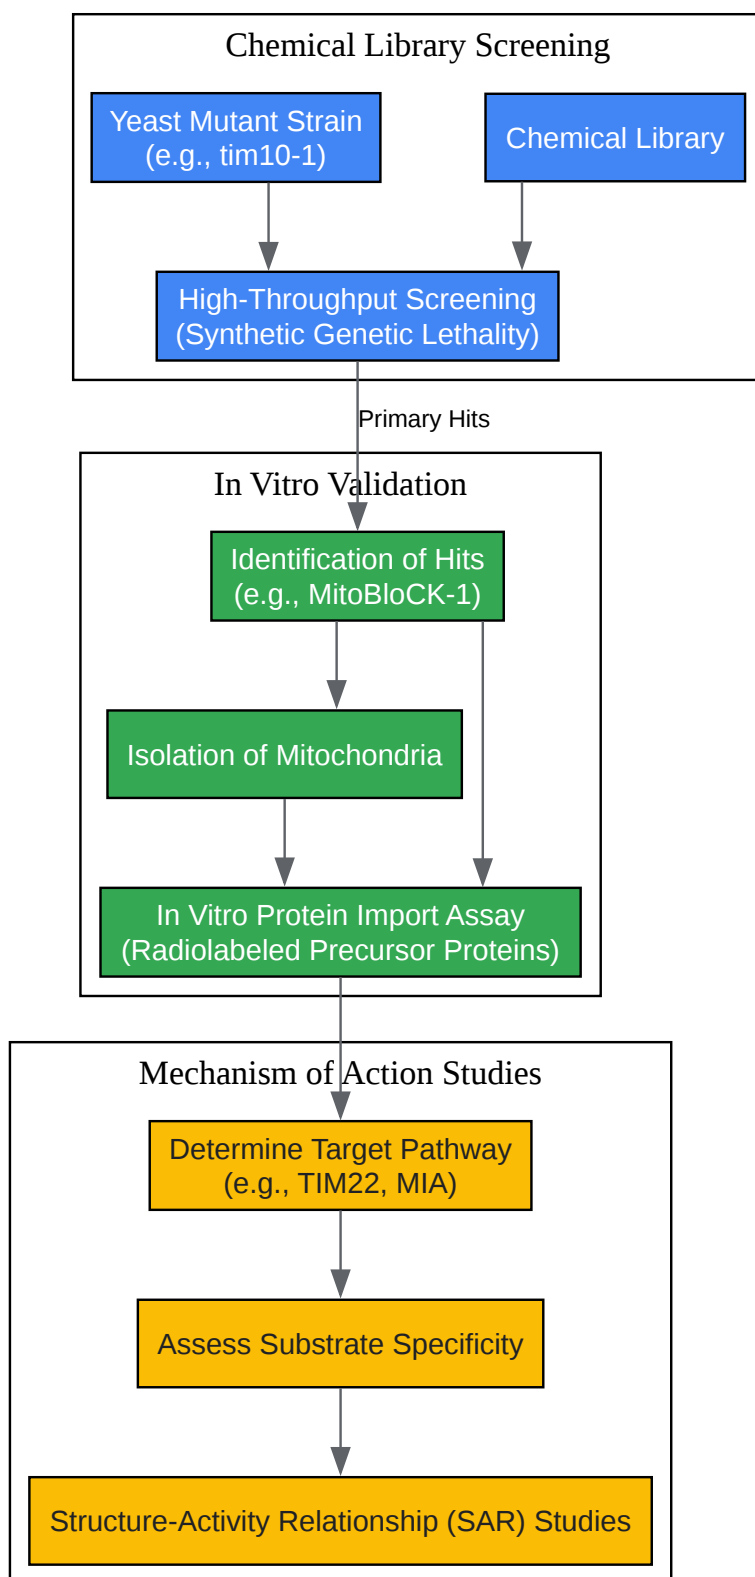 Chemical Library Screening
Yeast Mutant Strain
(e.g., tim10-1)
Chemical Library
High-Throughput Screening
(Synthetic Genetic Lethality)
Primary Hits
In Vitro Validation
Identification of Hits
(e.g., MitoBloCK-1)
Isolation of Mitochondria
In Vitro Protein Import Assay
(Radiolabeled Precursor Proteins)
Mechanism of Action Studies
Determine Target Pathway
(e.g., TIM22, MIA)
Assess Substrate Specificity
Structure-Activity Relationship (SAR) Studies